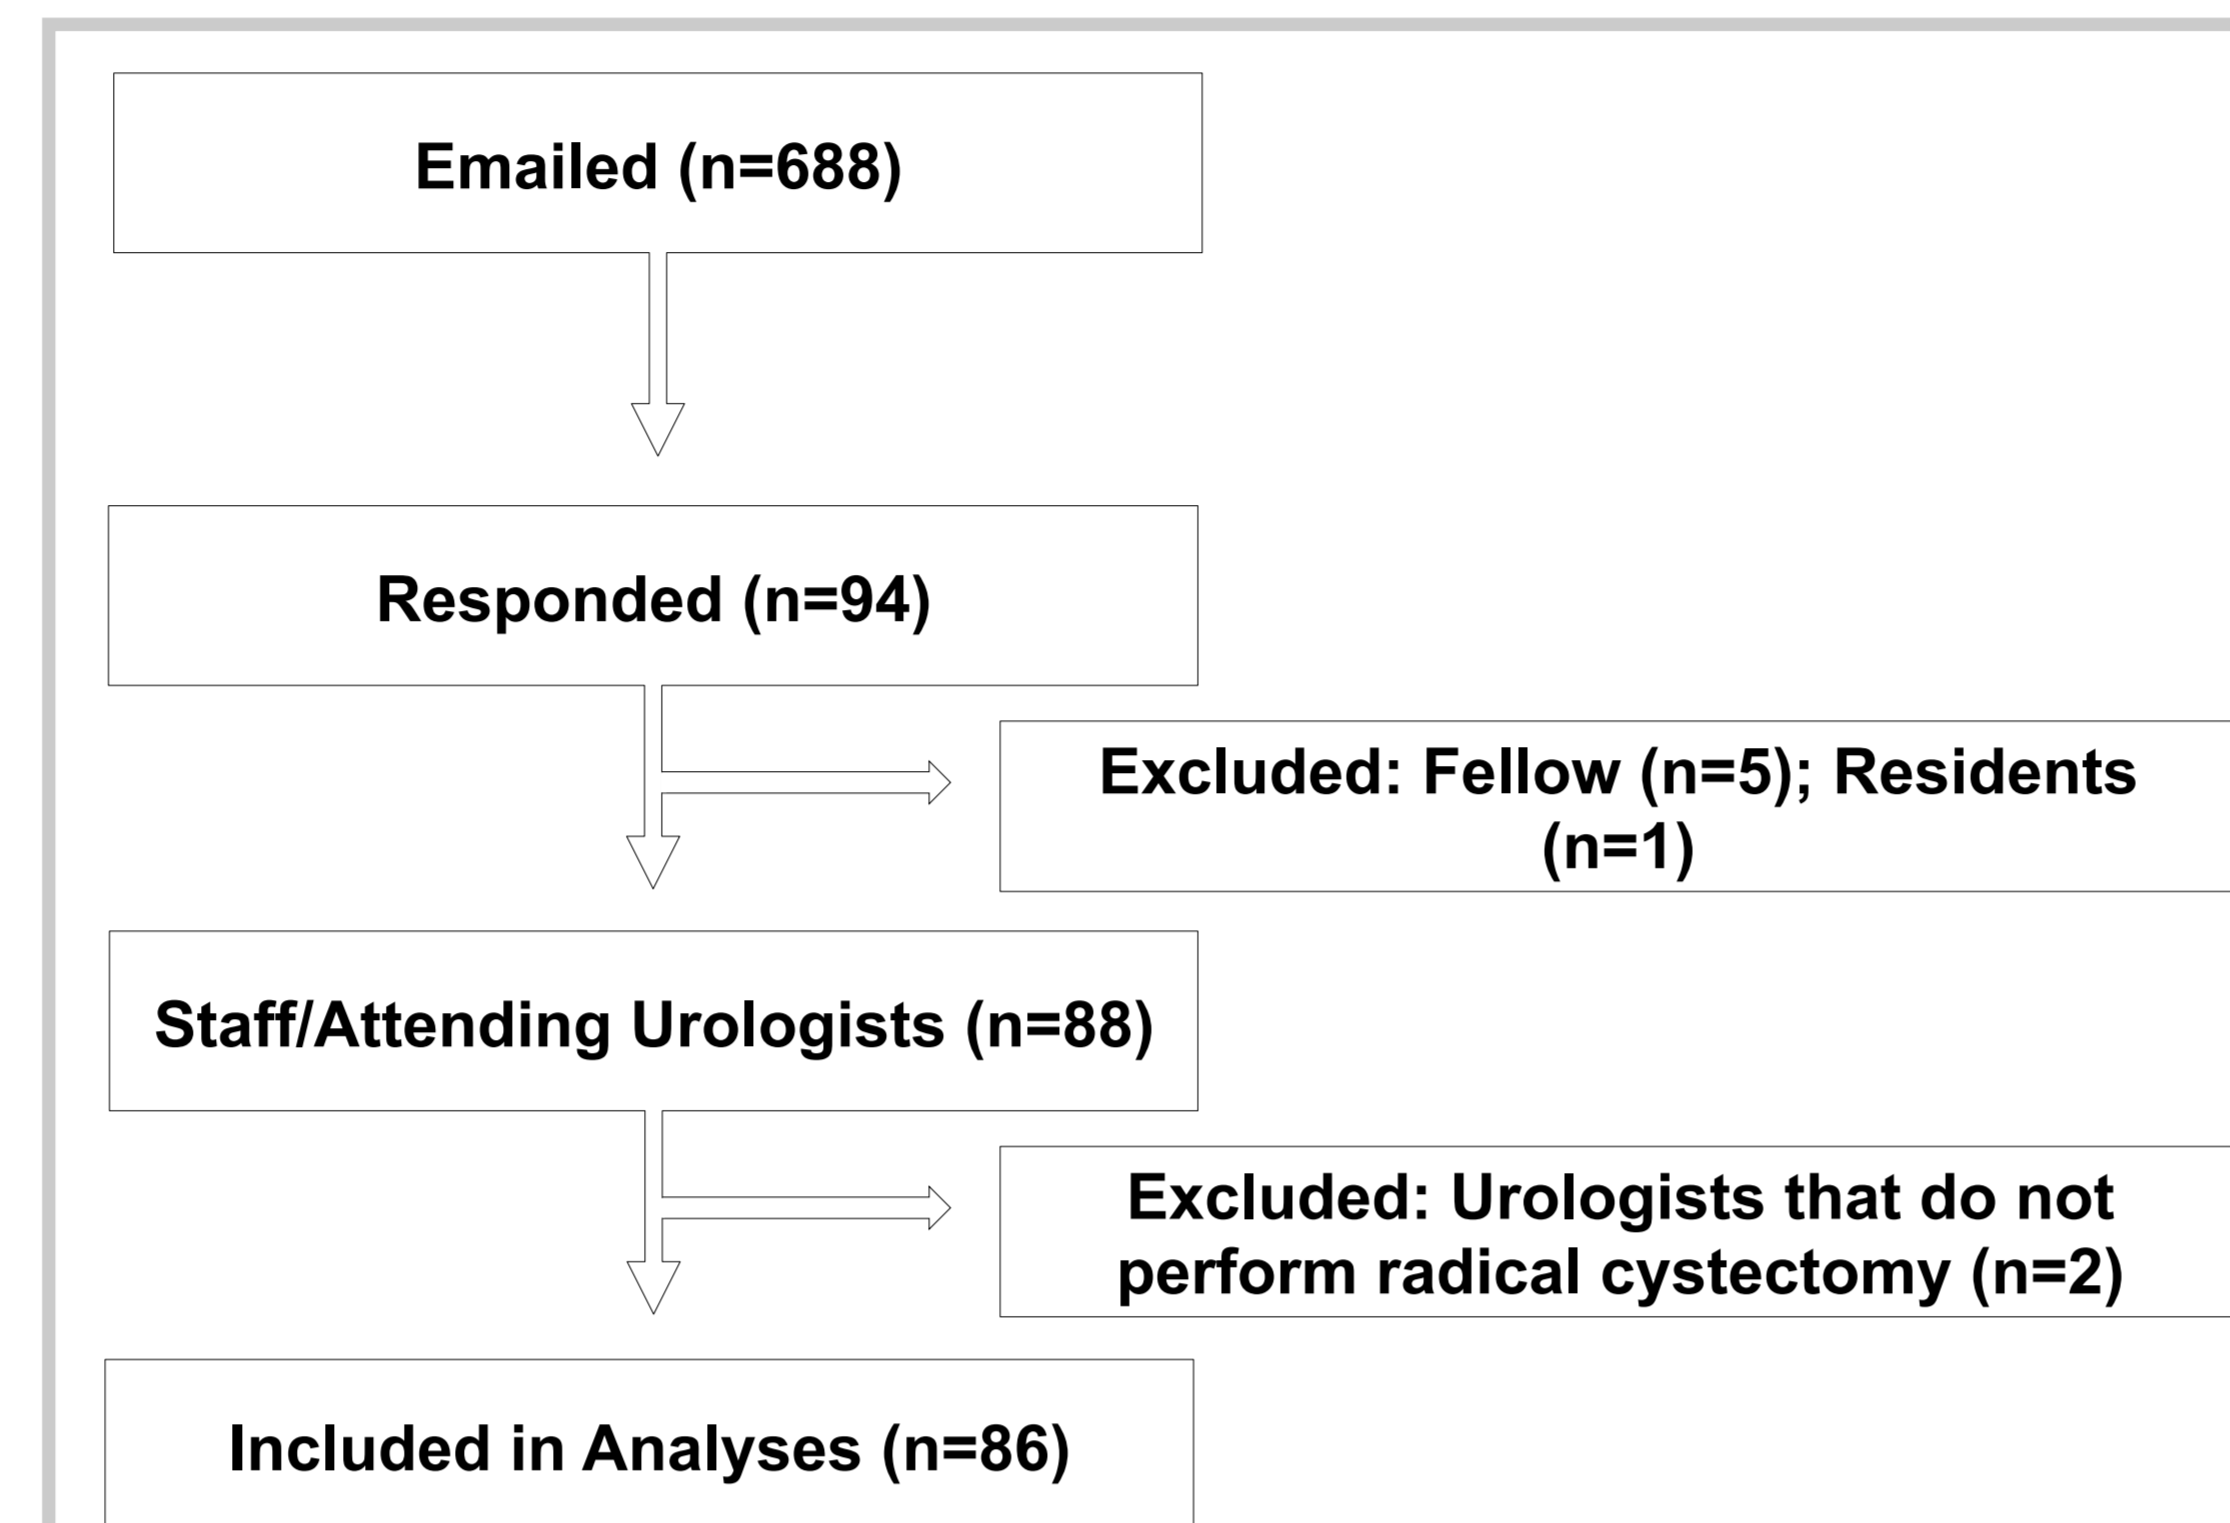 Emailed (n=688)
Responded (n=94)
Excluded: Fellow (n=5); Residents
(n=1)
Staff/Attending Urologists (n=88)
Excluded: Urologists that do not
perform radical cystectomy (n=2)
Included in Analyses (n=86)